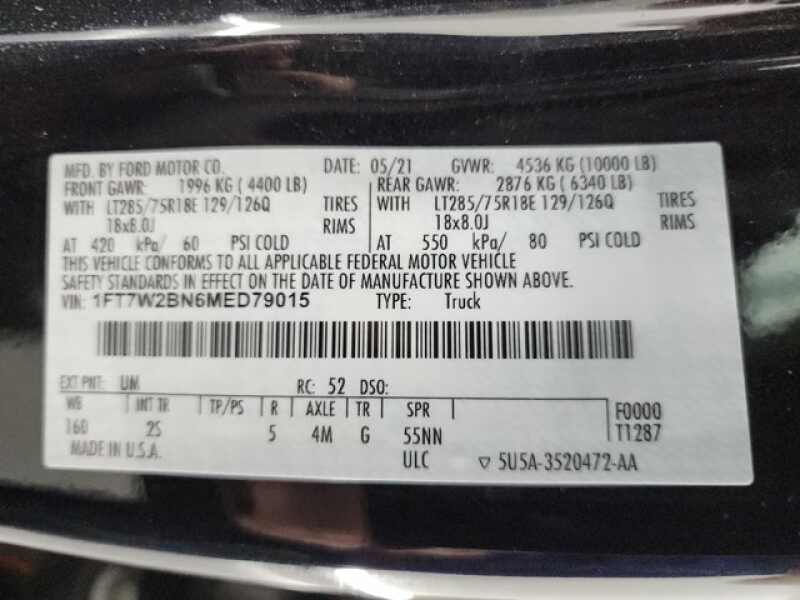 MFD. BY FORD MOTOR CO. DATE: 05/21 GVWR: 4536 KG (10000 LB)
FRONT GAWR: 1996 KG ( 4400 LB) REAR GAWR: 2876 KG ( 6340 LB)
WITH LT285/75R18E 129/126Q TIRES WITH LT285/75R18E 129/126Q TIRES
18x8.0J RIMS 18x8.0J RIMS
AT 420 kPa/ 60 PSI COLD AT 550 kPa/ 80 PSI COLD
THIS VEHICLE CONFORMS TO ALL APPLICABLE FEDERAL MOTOR VEHICLE
SAFETY STANDARDS IN EFFECT ON THE DATE OF MANUFACTURE SHOWN ABOVE.
VIN: 1FT7W2BN6MED79015 TYPE: Truck
EXT PNT: UM RC: 52 DSO:
WB INT TR TP/PS R AXLE TR SPR F0000
160 25 5 4M G 55NN T1287
MADE IN U.S.A. ULC ▽ 5U5A-3520472-AA